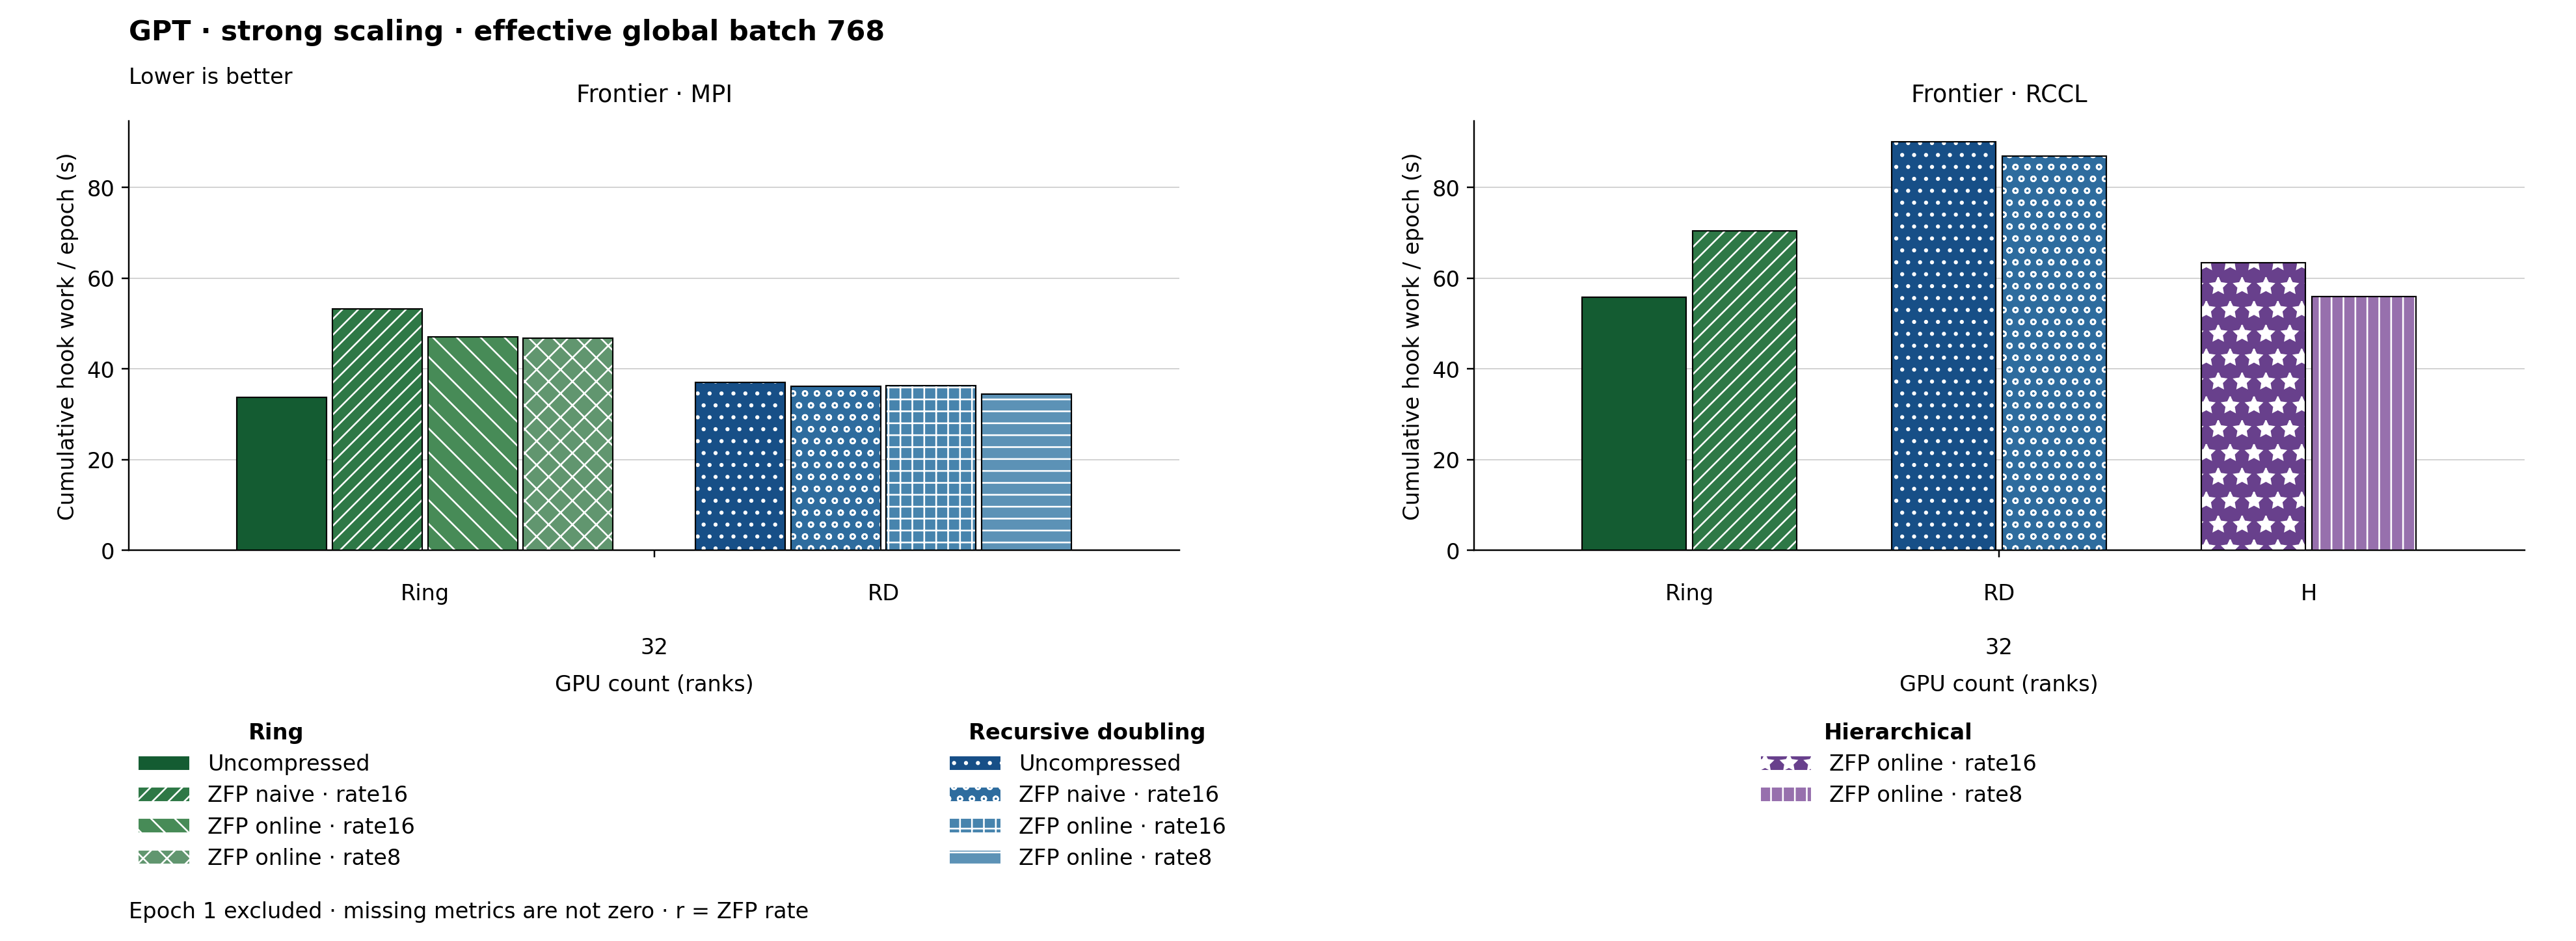 GPT · strong scaling · effective global batch 768
Lower is better
Frontier · MPI
Cumulative hook work / epoch (s)
80
60
40
20
0
Ring
RD
32
GPU count (ranks)
Frontier · RCCL
Cumulative hook work / epoch (s)
80
60
40
20
0
Ring
RD
H
32
GPU count (ranks)
Ring
Uncompressed
ZFP naive · rate16
ZFP online · rate16
ZFP online · rate8
Recursive doubling
Uncompressed
ZFP naive · rate16
ZFP online · rate16
ZFP online · rate8
Hierarchical
ZFP online · rate16
ZFP online · rate8
Epoch 1 excluded · missing metrics are not zero · r = ZFP rate